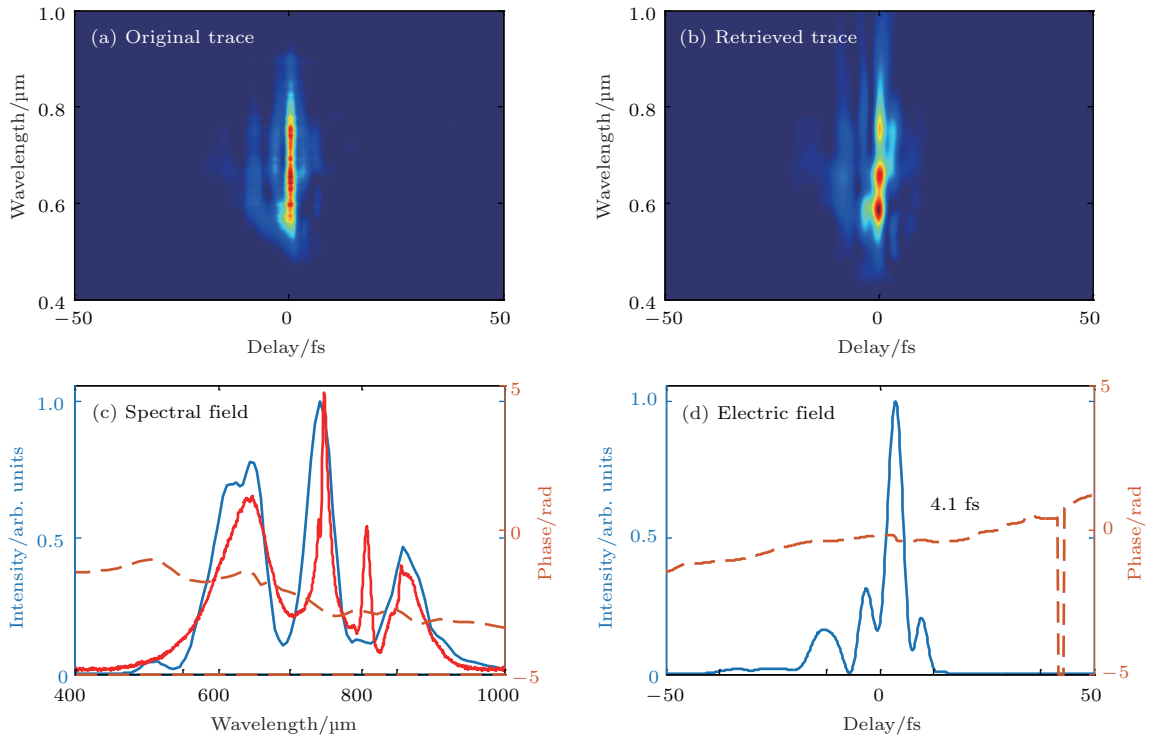 (a) Original trace
1.0
0.8
0.6
0.4
Wavelength/µm
−50
0
50
Delay/fs
(b) Retrieved trace
1.0
0.8
0.6
0.4
Wavelength/µm
−50
0
50
Delay/fs
(c) Spectral field
1.0
0.5
0
Intensity/arb. units
5
0
−5
Phase/rad
400
600
800
1000
Wavelength/µm
(d) Electric field
4.1 fs
1.0
0.5
0
Intensity/arb. units
5
0
−5
Phase/rad
−50
0
50
Delay/fs